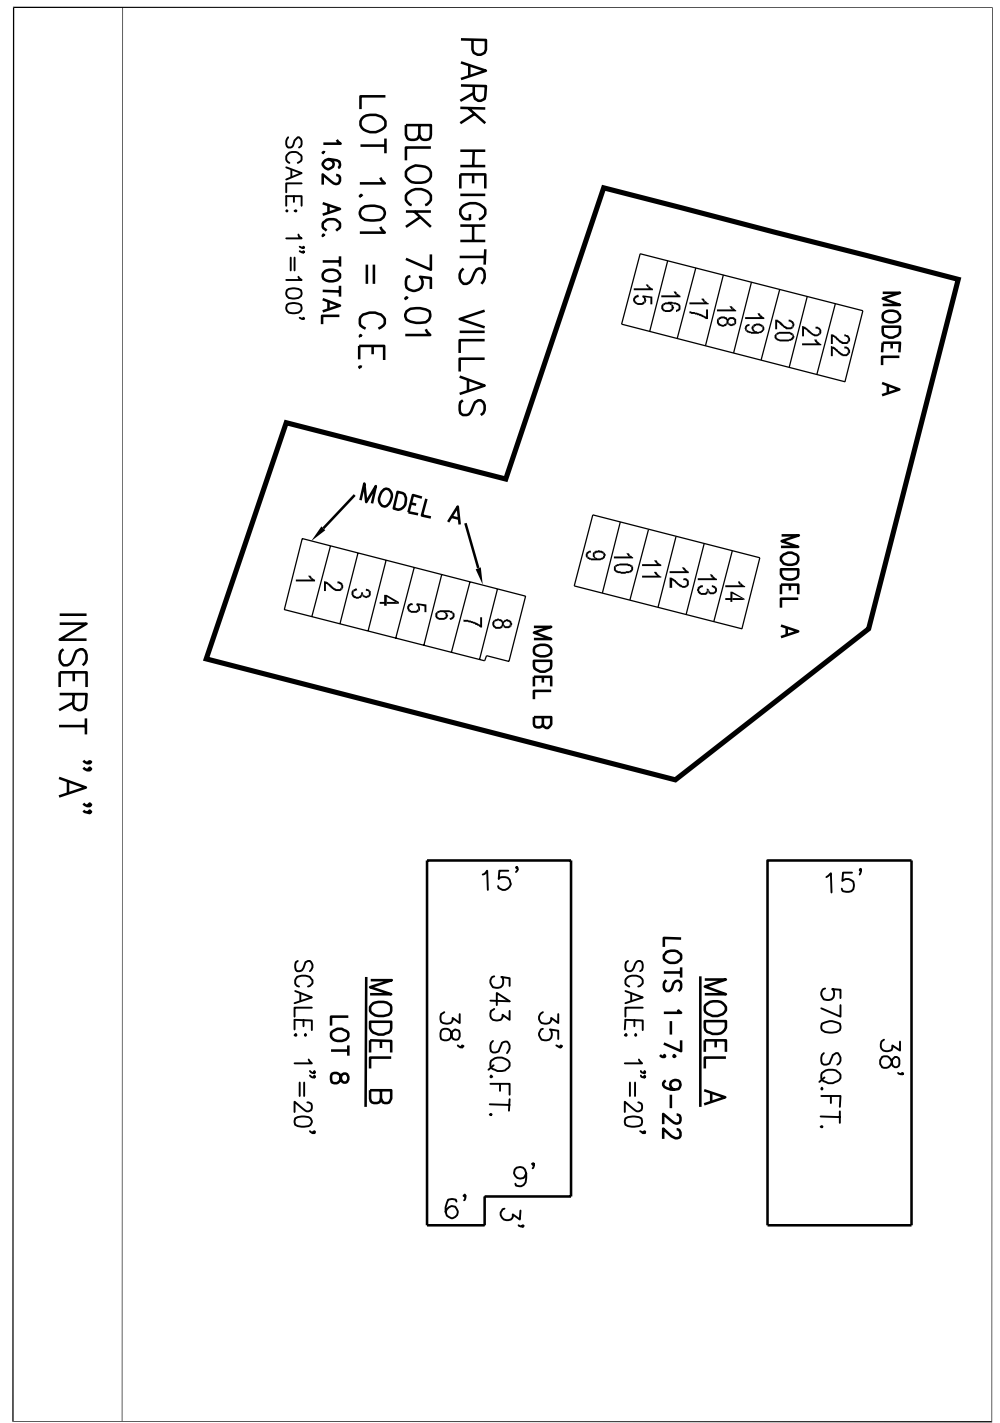 MODEL A
22
21
20
19
18
17
16
15
MODEL A
14
13
12
11
10
9
MODEL B
8
7
6
5
4
3
2
1
MODEL A
PARK HEIGHTS VILLAS
BLOCK 75.01
LOT 1.01 = C.E.
1.62 AC. TOTAL
SCALE: 1"=100'
38'
15'
570 SQ.FT.
MODEL A
LOTS 1-7; 9-22
SCALE: 1"=20'
35'
9'
3'
15'
543 SQ.FT.
38'
6'
MODEL B
LOT 8
SCALE: 1"=20'
INSERT "A"